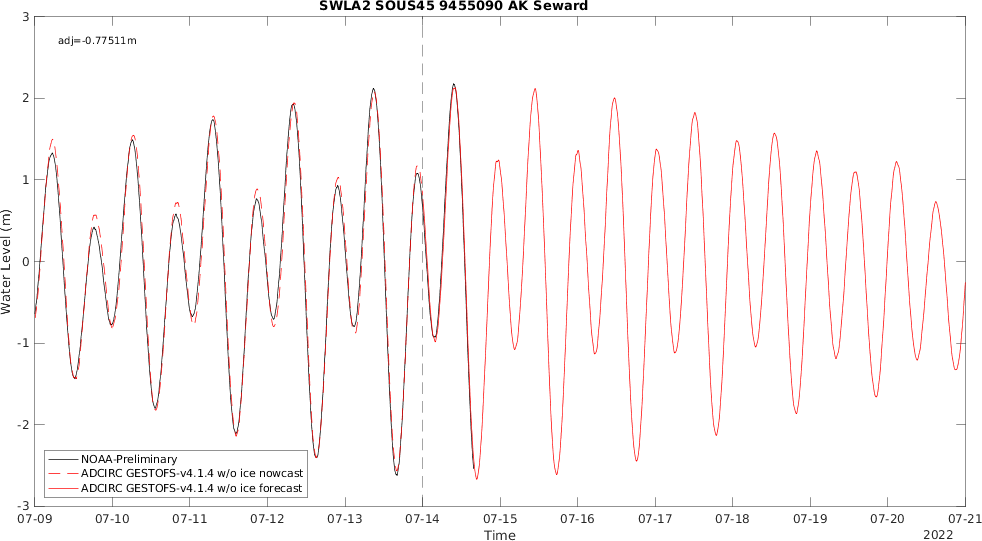 SWLA2 SOUS45 9455090 AK Seward
adj=-0.77511m
3
2
1
0
-1
-2
-3
Water Level (m)
NOAA-Preliminary
ADCIRC GESTOFS-v4.1.4 w/o ice nowcast
ADCIRC GESTOFS-v4.1.4 w/o ice forecast
07-09 07-10 07-11 07-12 07-13 07-14 07-15 07-16 07-17 07-18 07-19 07-20 07-21
Time
2022